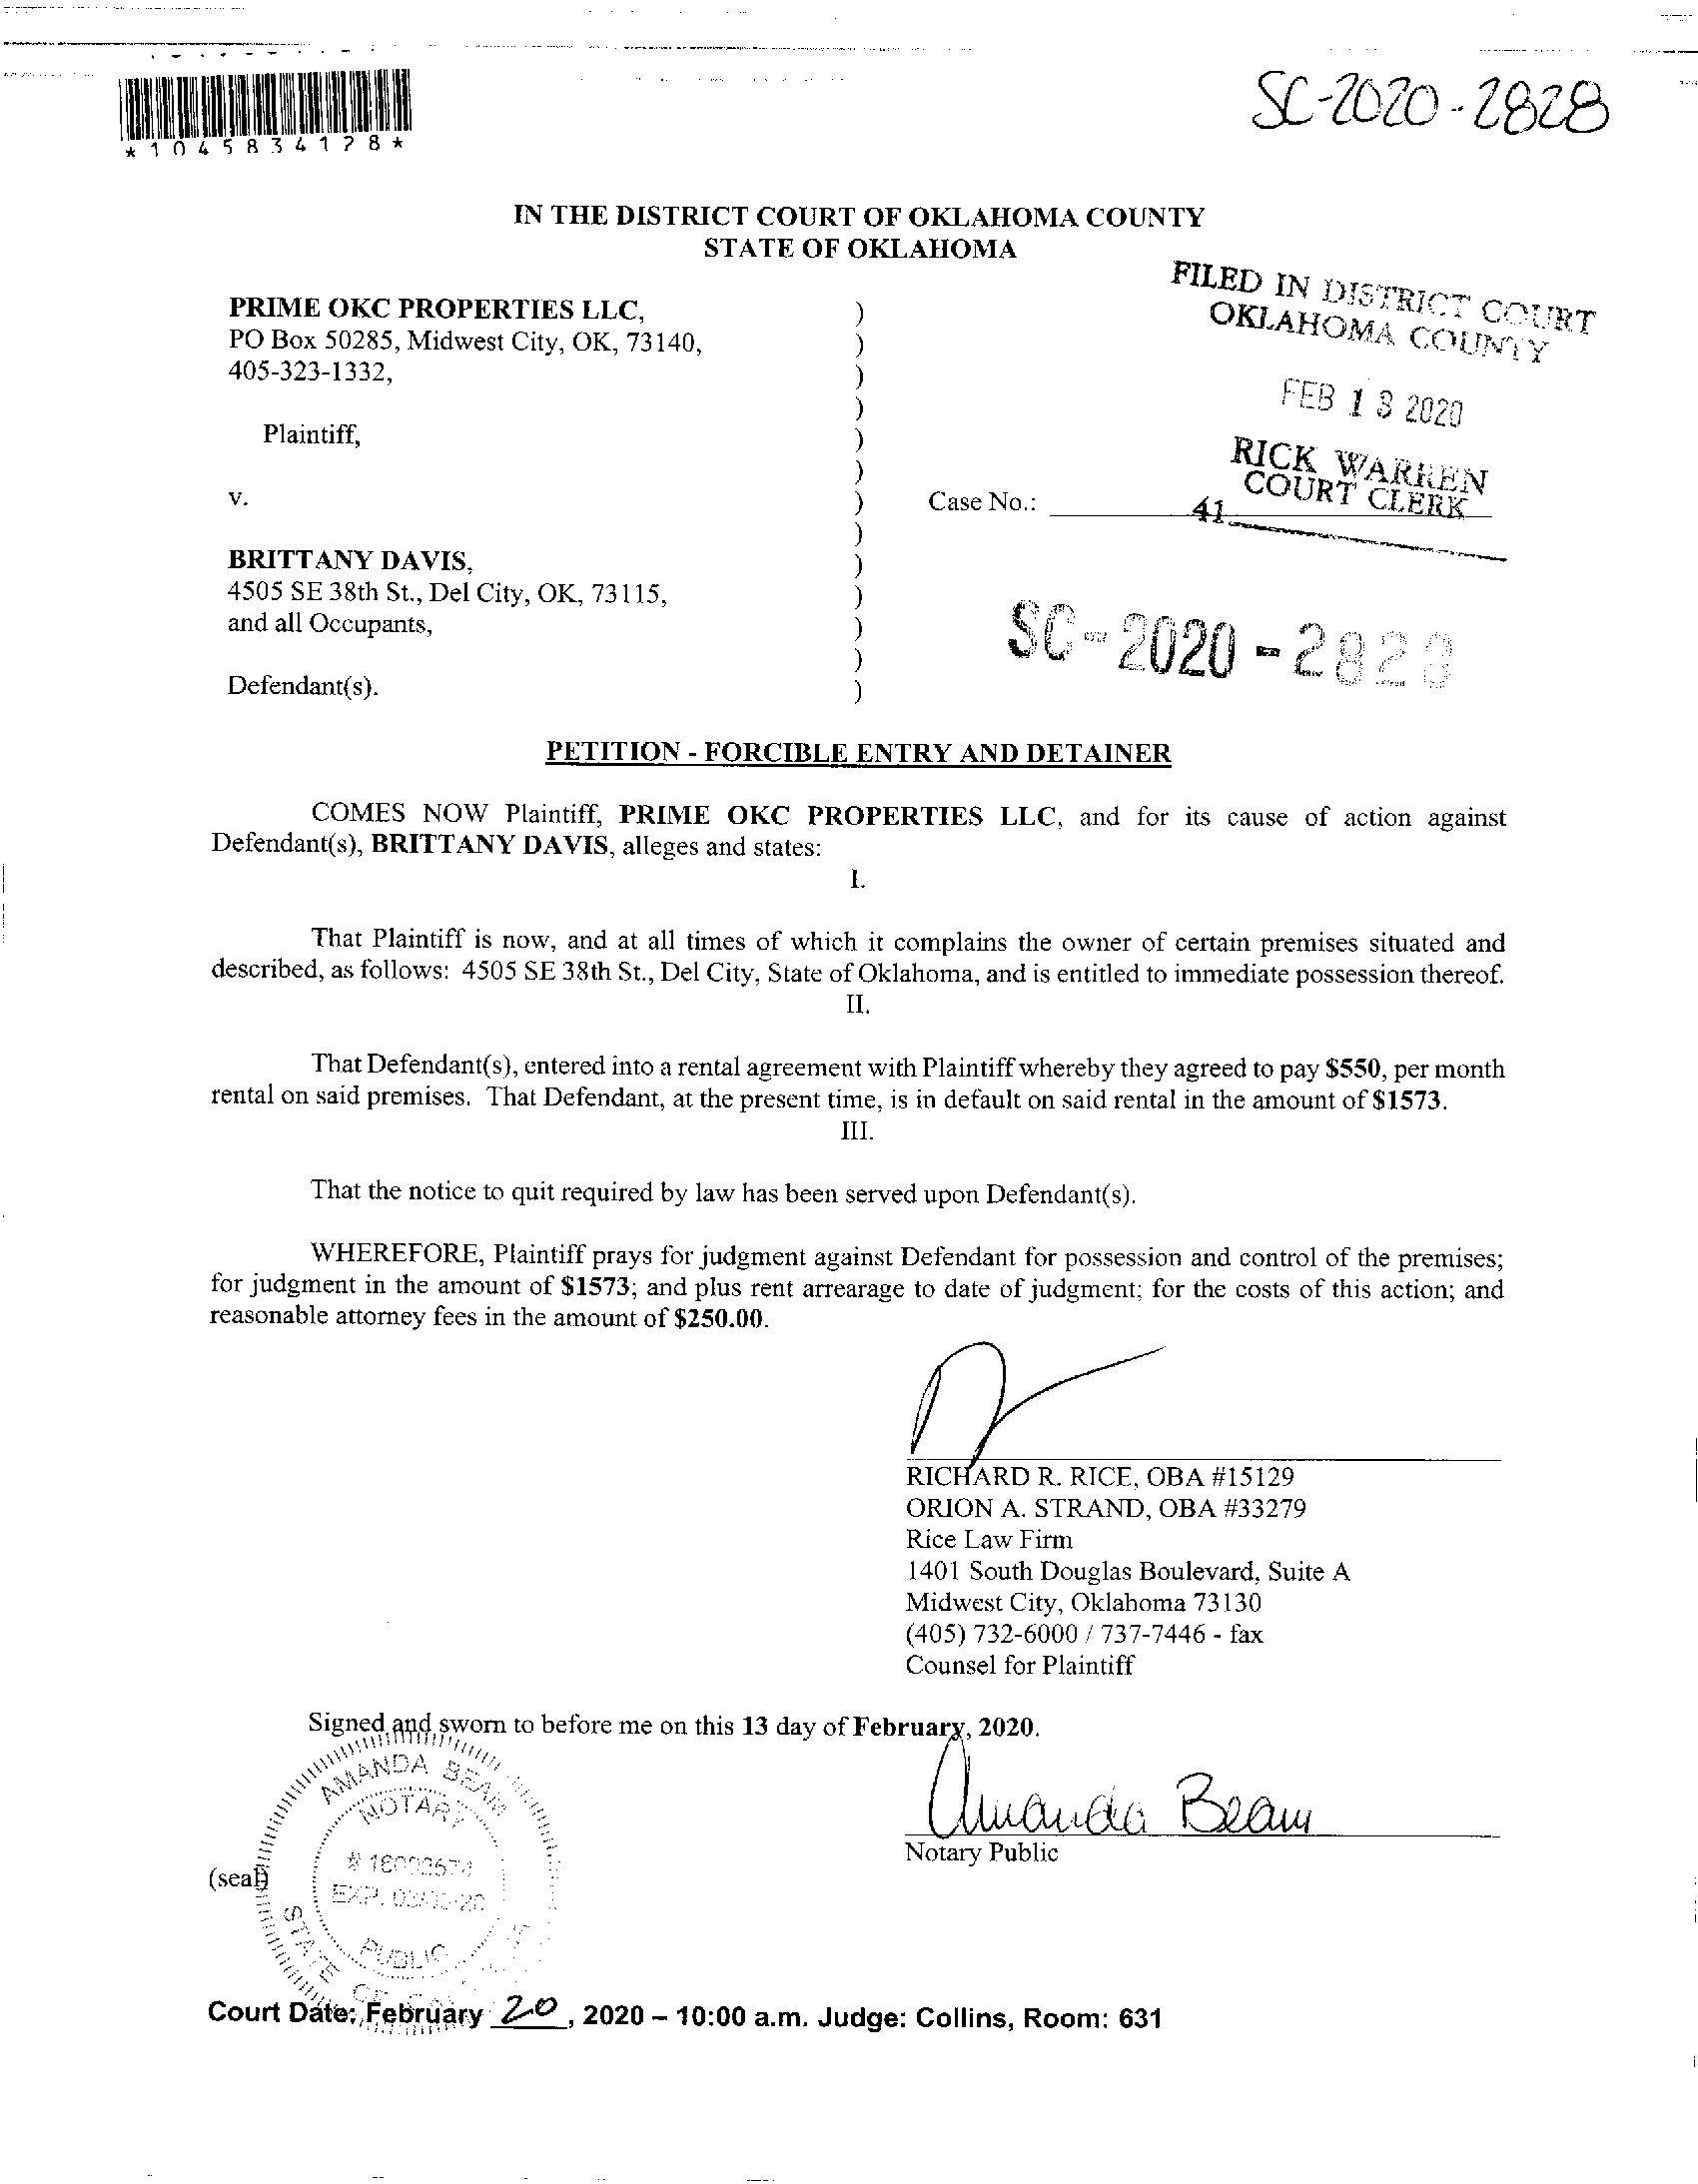 *1045834128*
SC-2020-2828
IN THE DISTRICT COURT OF OKLAHOMA COUNTY
STATE OF OKLAHOMA
FILED IN DISTRICT COURT
OKLAHOMA COUNTY
FEB 13 2020
RICK WARREN
COURT CLERK
41
PRIME OKC PROPERTIES LLC,
PO Box 50285, Midwest City, OK, 73140,
405-323-1332,
Plaintiff,
v.
Case No.:
BRITTANY DAVIS,
4505 SE 38th St., Del City, OK, 73115,
and all Occupants,
Defendant(s).
SC-2020-2828
PETITION - FORCIBLE ENTRY AND DETAINER
COMES NOW Plaintiff, PRIME OKC PROPERTIES LLC, and for its cause of action against
Defendant(s), BRITTANY DAVIS, alleges and states:
I.
That Plaintiff is now, and at all times of which it complains the owner of certain premises situated and
described, as follows: 4505 SE 38th St., Del City, State of Oklahoma, and is entitled to immediate possession thereof.
II.
That Defendant(s), entered into a rental agreement with Plaintiff whereby they agreed to pay $550, per month
rental on said premises. That Defendant, at the present time, is in default on said rental in the amount of $1573.
III.
That the notice to quit required by law has been served upon Defendant(s).
WHEREFORE, Plaintiff prays for judgment against Defendant for possession and control of the premises;
for judgment in the amount of $1573; and plus rent arrearage to date of judgment; for the costs of this action; and
reasonable attorney fees in the amount of $250.00.
RICHARD R. RICE, OBA #15129
ORION A. STRAND, OBA #33279
Rice Law Firm
1401 South Douglas Boulevard, Suite A
Midwest City, Oklahoma 73130
(405) 732-6000 / 737-7446 - fax
Counsel for Plaintiff
Signed and sworn to before me on this 13 day of February, 2020.
AMANDA BEAM
NOTARY
EXP.
PUBLIC
STATE OF
Amanda Beam
Notary Public
(seal)
Court Date: February 20, 2020 – 10:00 a.m. Judge: Collins, Room: 631